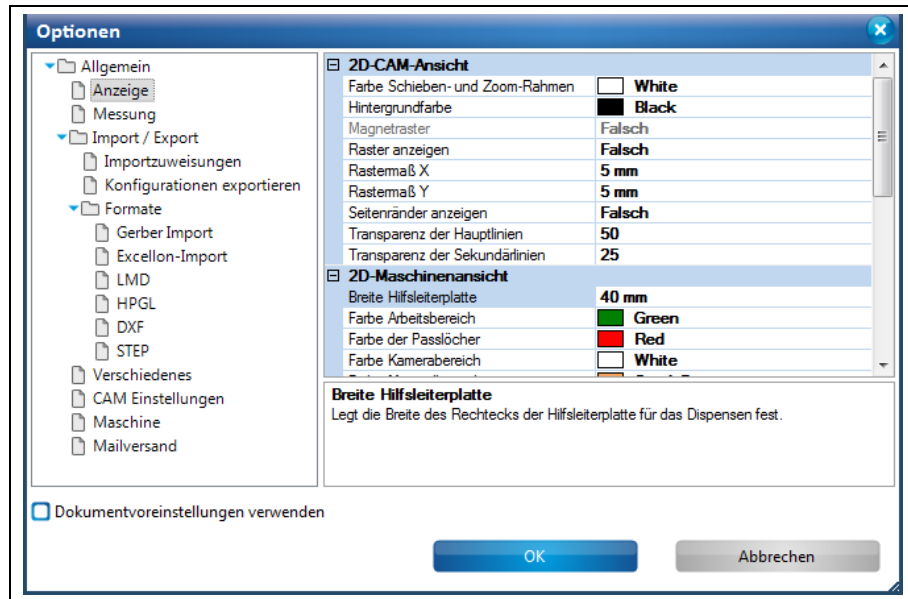 Optionen
Allgemein
Anzeige
Messung
Import / Export
Importzuweisungen
Konfigurationen exportieren
Formate
Gerber Import
Excellon-Import
LMD
HPGL
DXF
STEP
Verschiedenes
CAM Einstellungen
Maschine
Mailversand
2D-CAM-Ansicht
Farbe Schieben- und Zoom-Rahmen White
Hintergrundfarbe Black
Magnetraster Falsch
Raster anzeigen Falsch
Rastermaß X 5 mm
Rastermaß Y 5 mm
Seitenränder anzeigen Falsch
Transparenz der Hauptlinien 50
Transparenz der Sekundärlinien 25
2D-Maschinenansicht
Breite Hilfsleiterplatte 40 mm
Farbe Arbeitsbereich Green
Farbe der Passlöcher Red
Farbe Kamerabereich White
Breite Hilfsleiterplatte
Legt die Breite des Rechtecks der Hilfsleiterplatte für das Dispensen fest.
Dokumentvoreinstellungen verwenden
OK
Abbrechen